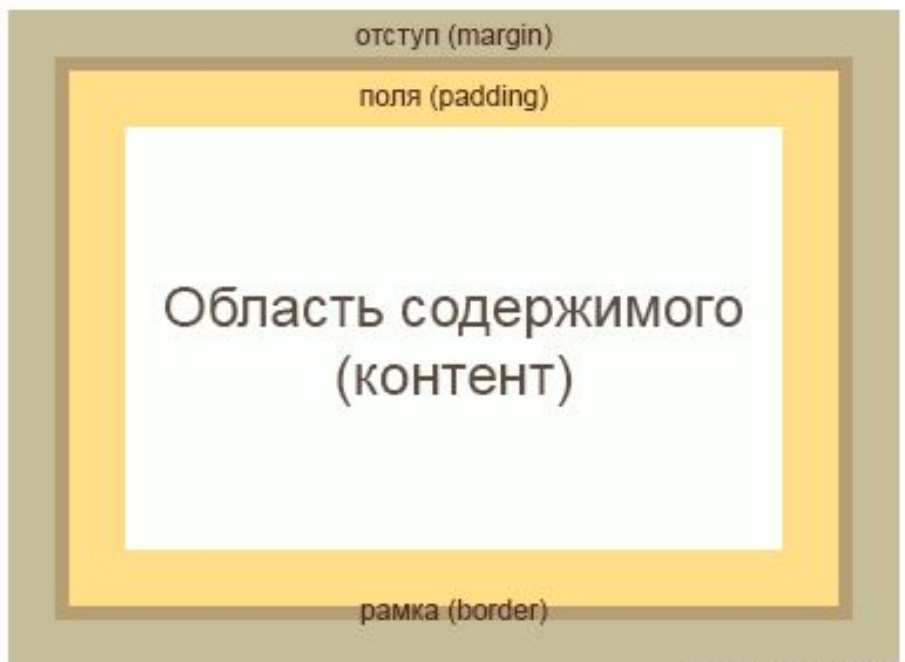 отступ (margin)
поля (padding)
Область содержимого
(контент)
рамка (border)